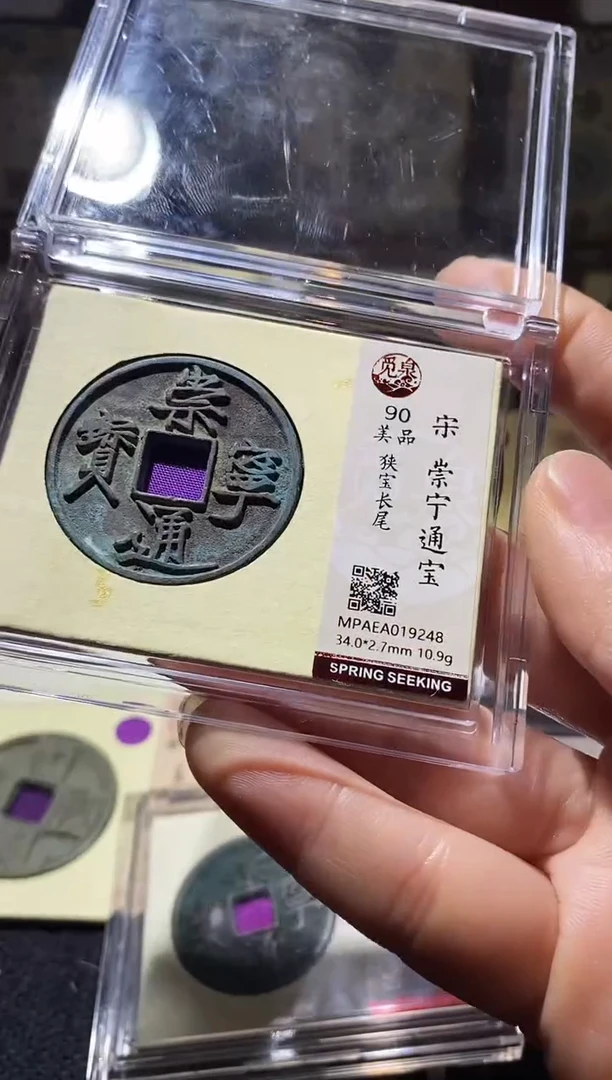 崇寧通寳
觅泉
90
美品
狭宝长尾
宋 崇宁通宝
MPAEA019248
34.0*2.7mm 10.9g
SPRING SEEKING